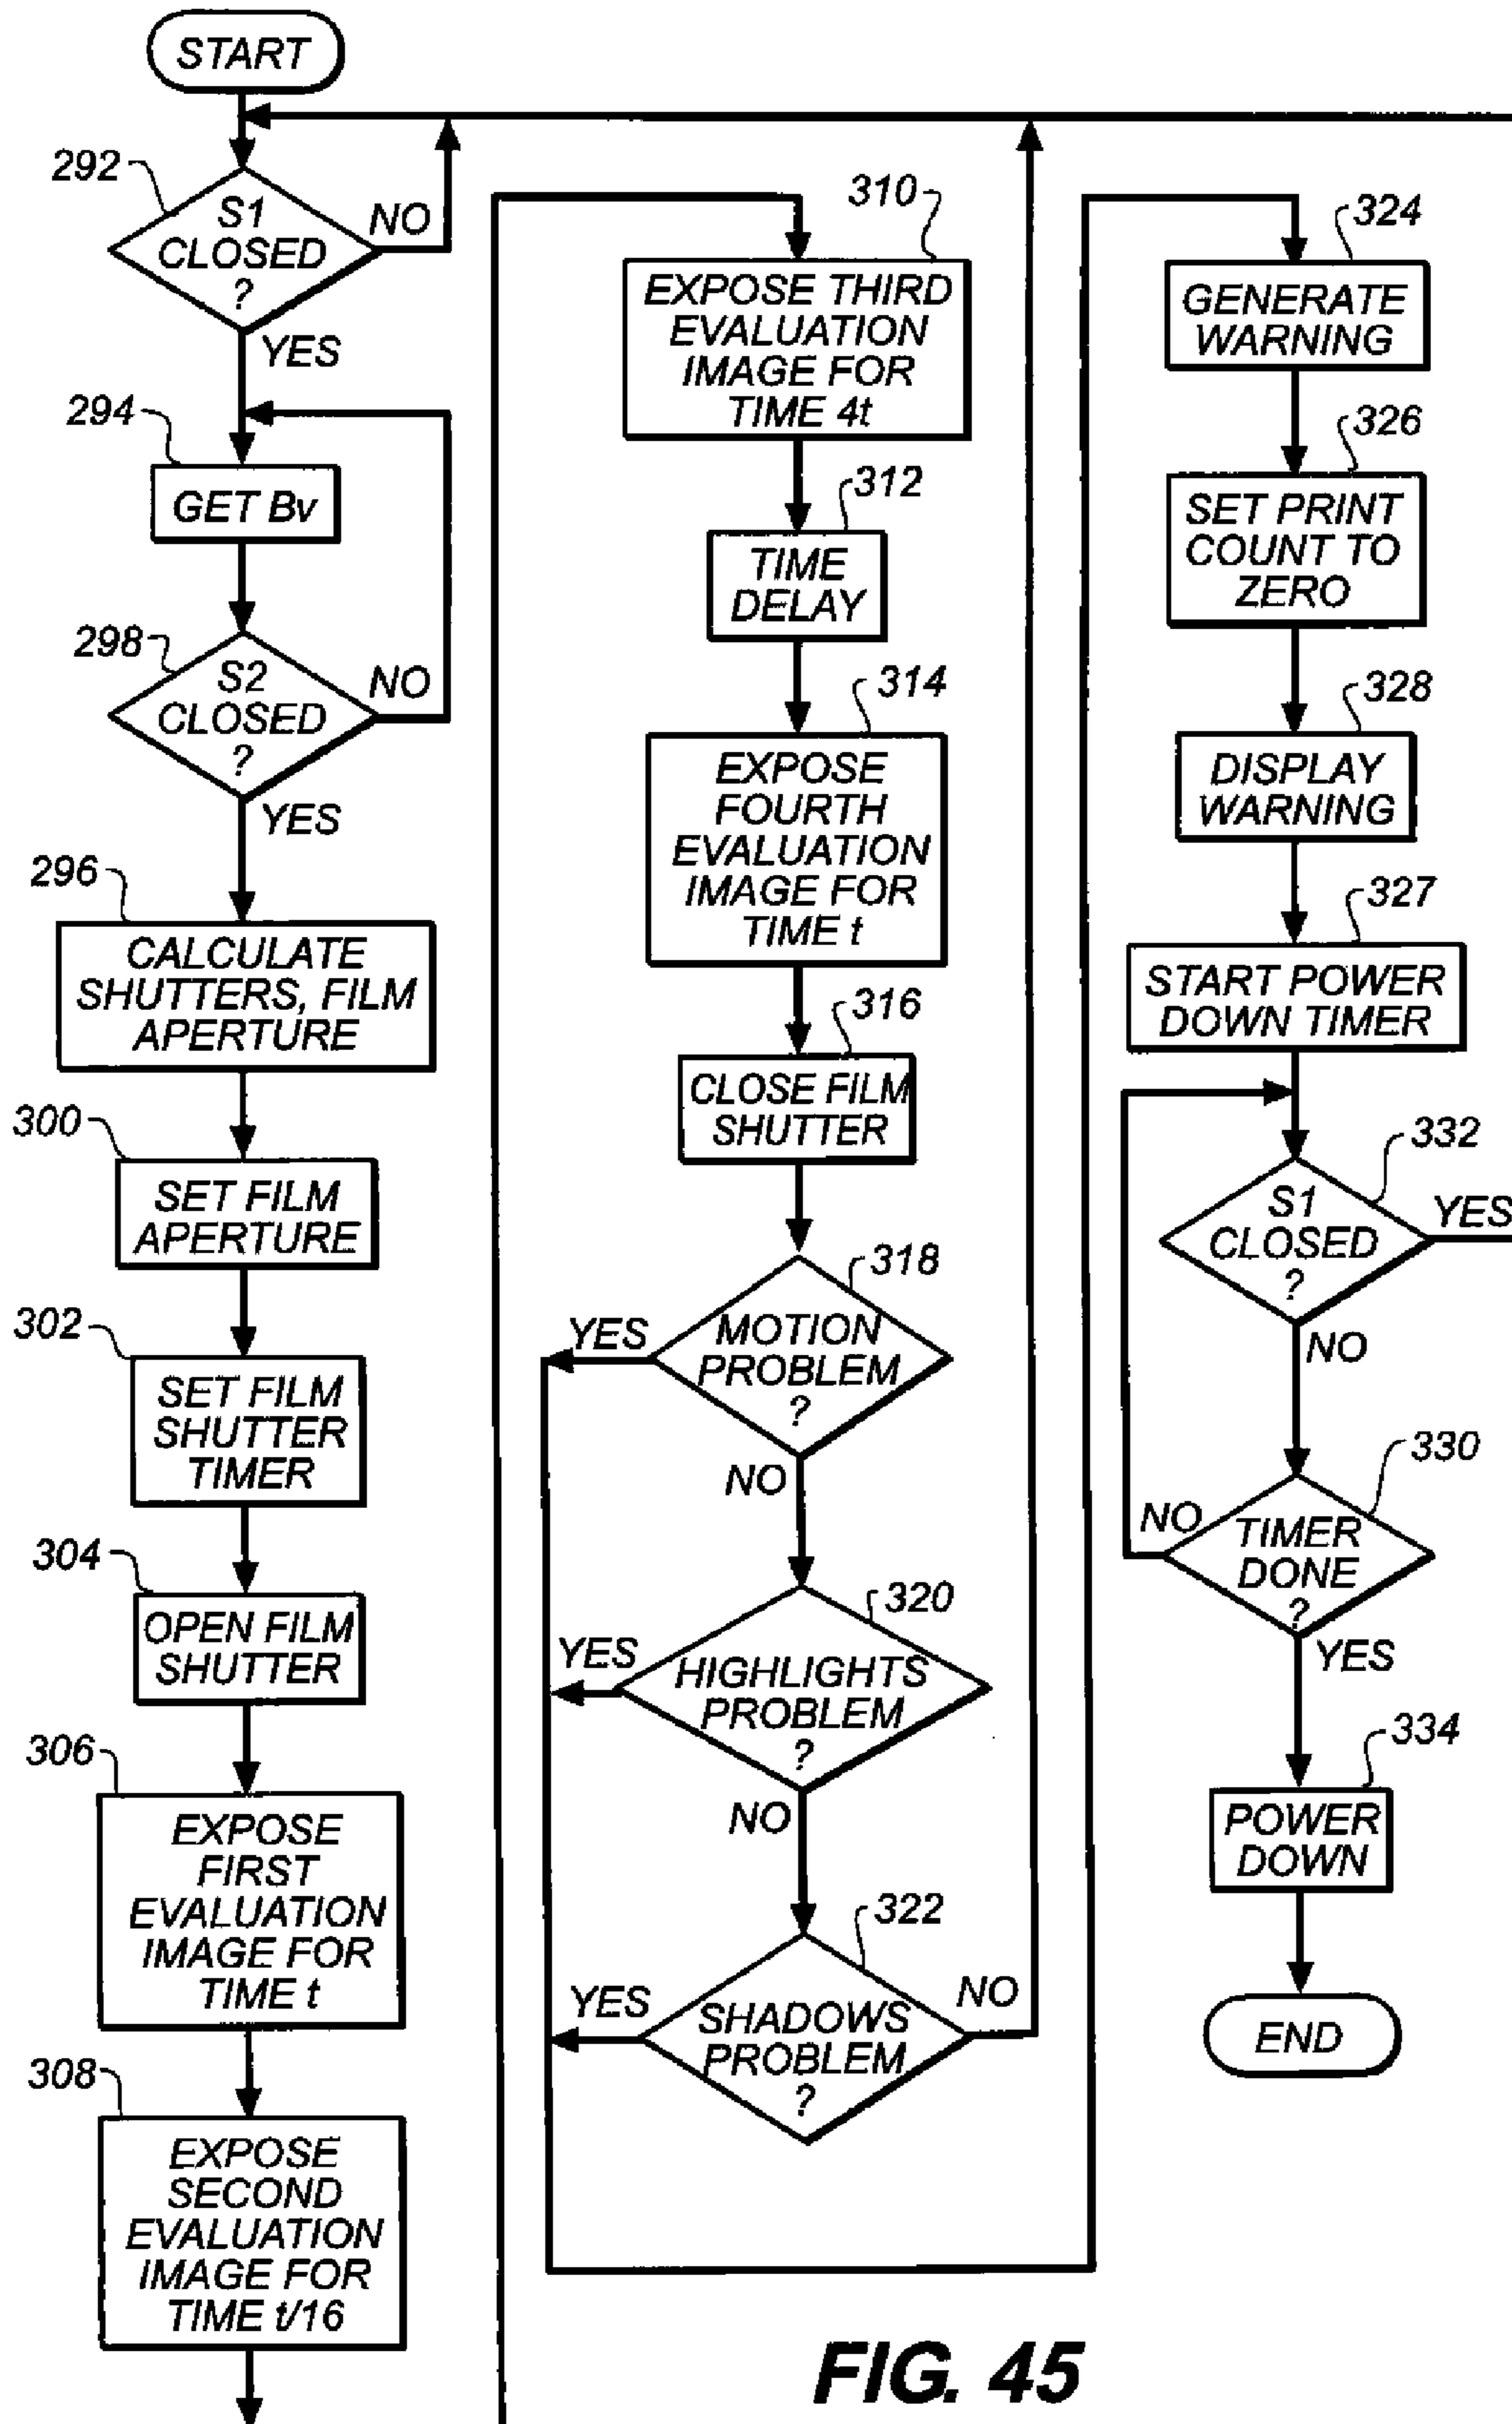 START
292
S1
CLOSED
?
NO
YES
294
GET Bv
298
S2
CLOSED
?
NO
YES
296
CALCULATE
SHUTTERS, FILM
APERTURE
300
SET FILM
APERTURE
302
SET FILM
SHUTTER
TIMER
304
OPEN FILM
SHUTTER
306
EXPOSE
FIRST
EVALUATION
IMAGE FOR
TIME t
308
EXPOSE
SECOND
EVALUATION
IMAGE FOR
TIME t/16
310
EXPOSE THIRD
EVALUATION
IMAGE FOR
TIME 4t
312
TIME
DELAY
314
EXPOSE
FOURTH
EVALUATION
IMAGE FOR
TIME t
316
CLOSE FILM
SHUTTER
318
YES
MOTION
PROBLEM
?
NO
320
YES
HIGHLIGHTS
PROBLEM
?
NO
322
YES
SHADOWS
PROBLEM
?
NO
324
GENERATE
WARNING
326
SET PRINT
COUNT TO
ZERO
328
DISPLAY
WARNING
327
START POWER
DOWN TIMER
332
S1
CLOSED
?
YES
NO
330
NO
TIMER
DONE
?
YES
334
POWER
DOWN
END
FIG. 45